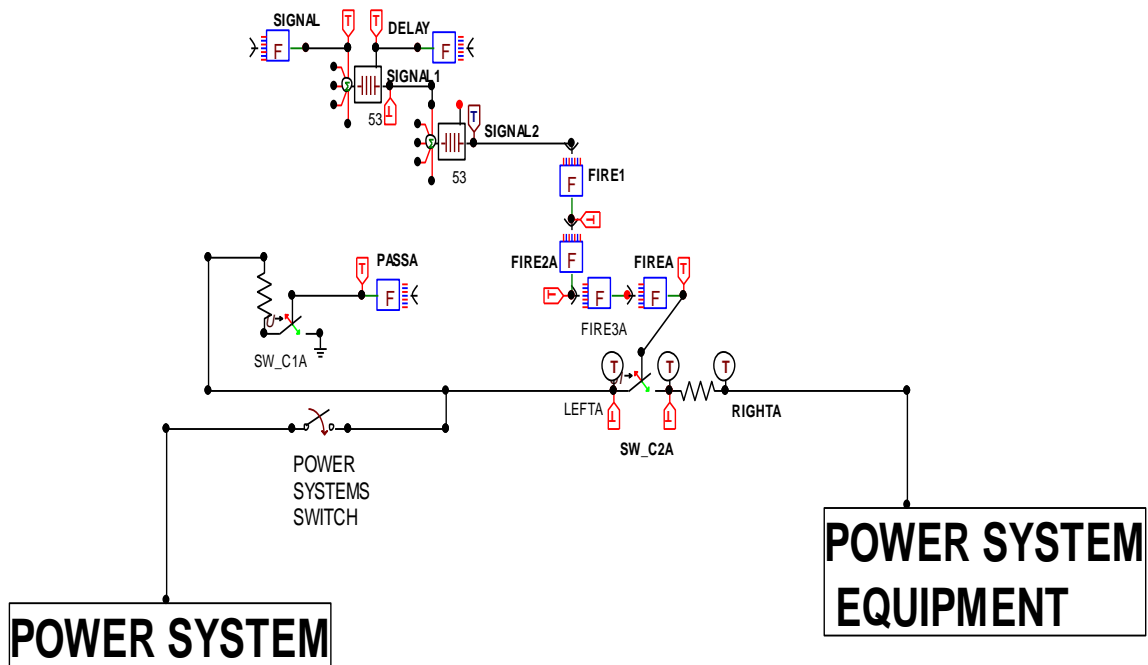 SIGNAL
T
T
DELAY
F
F
SIGNAL1
T
53
T
SIGNAL2
53
F
FIRE1
T
PASSA
T
F
FIRE2A
F
FIREA
T
T
F
F
FIRE3A
U
SW_C1A
T
T
T
LEFTA
T
T
RIGHTA
SW_C2A
POWER
SYSTEMS
SWITCH
POWER SYSTEM
EQUIPMENT
POWER SYSTEM